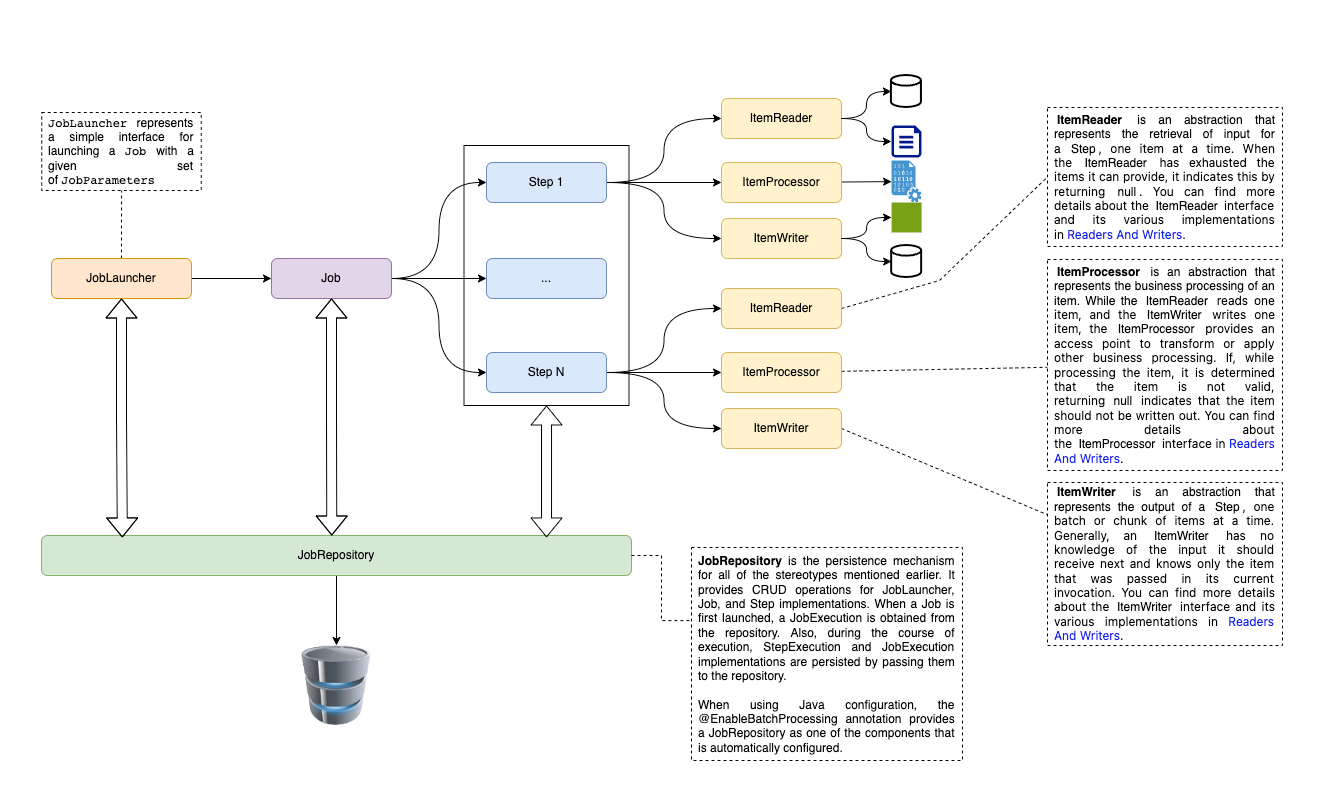 JobLauncher represents
a simple interface for
launching a Job with a
given set
of JobParameters
JobLauncher
Job
Step 1
...
Step N
ItemReader
ItemProcessor
ItemWriter
ItemReader
ItemProcessor
ItemWriter
ItemReader is an abstraction that
represents the retrieval of input for
a Step, one item at a time. When
the ItemReader has exhausted the
items it can provide, it indicates this by
returning null. You can find more
details about the ItemReader interface
and its various implementations
in Readers And Writers.
ItemProcessor is an abstraction that
represents the business processing of an
item. While the ItemReader reads one
item, and the ItemWriter writes one
item, the ItemProcessor provides an
access point to transform or apply
other business processing. If, while
processing the item, it is determined
that the item is not valid,
returning null indicates that the item
should not be written out. You can find
more details about
the ItemProcessor interface in Readers
And Writers.
ItemWriter is an abstraction that
represents the output of a Step, one
batch or chunk of items at a time.
Generally, an ItemWriter has no
knowledge of the input it should
receive next and knows only the item
that was passed in its current
invocation. You can find more details
about the ItemWriter interface and its
various implementations in Readers
And Writers.
JobRepository
JobRepository is the persistence mechanism
for all of the stereotypes mentioned earlier. It
provides CRUD operations for JobLauncher,
Job, and Step implementations. When a Job is
first launched, a JobExecution is obtained from
the repository. Also, during the course of
execution, StepExecution and JobExecution
implementations are persisted by passing them
to the repository.
When using Java configuration, the
@EnableBatchProcessing annotation provides
a JobRepository as one of the components that
is automatically configured.